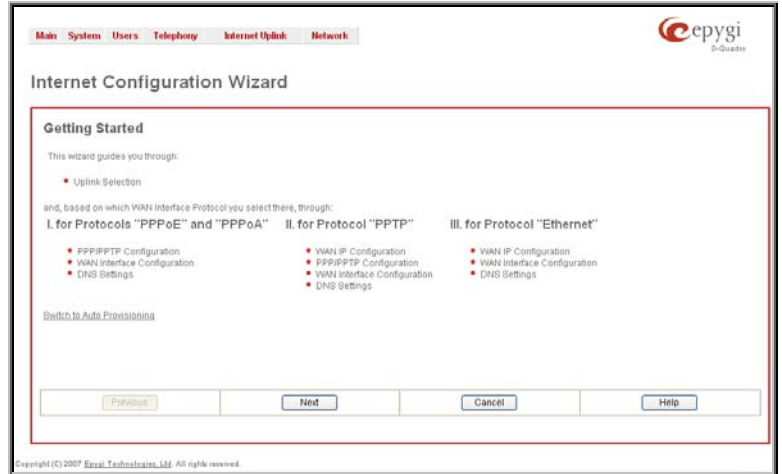 Main System Users Telephony Internet Uplink Network
epygi
D-Quadro
Internet Configuration Wizard
Getting Started
This wizard guides you through:
Uplink Selection
and, based on which WAN Interface Protocol you select there, through:
I. for Protocols "PPPoE" and "PPPoA"
PPP/PPTP Configuration
WAN Interface Configuration
DNS Settings
II. for Protocol "PPTP"
WAN IP Configuration
PPP/PPTP Configuration
WAN Interface Configuration
DNS Settings
III. for Protocol "Ethernet"
WAN IP Configuration
WAN Interface Configuration
DNS Settings
Switch to Auto Provisioning
Previous Next Cancel Help
Copyright (C) 2007 Epygi Technologies, Ltd. All rights reserved.